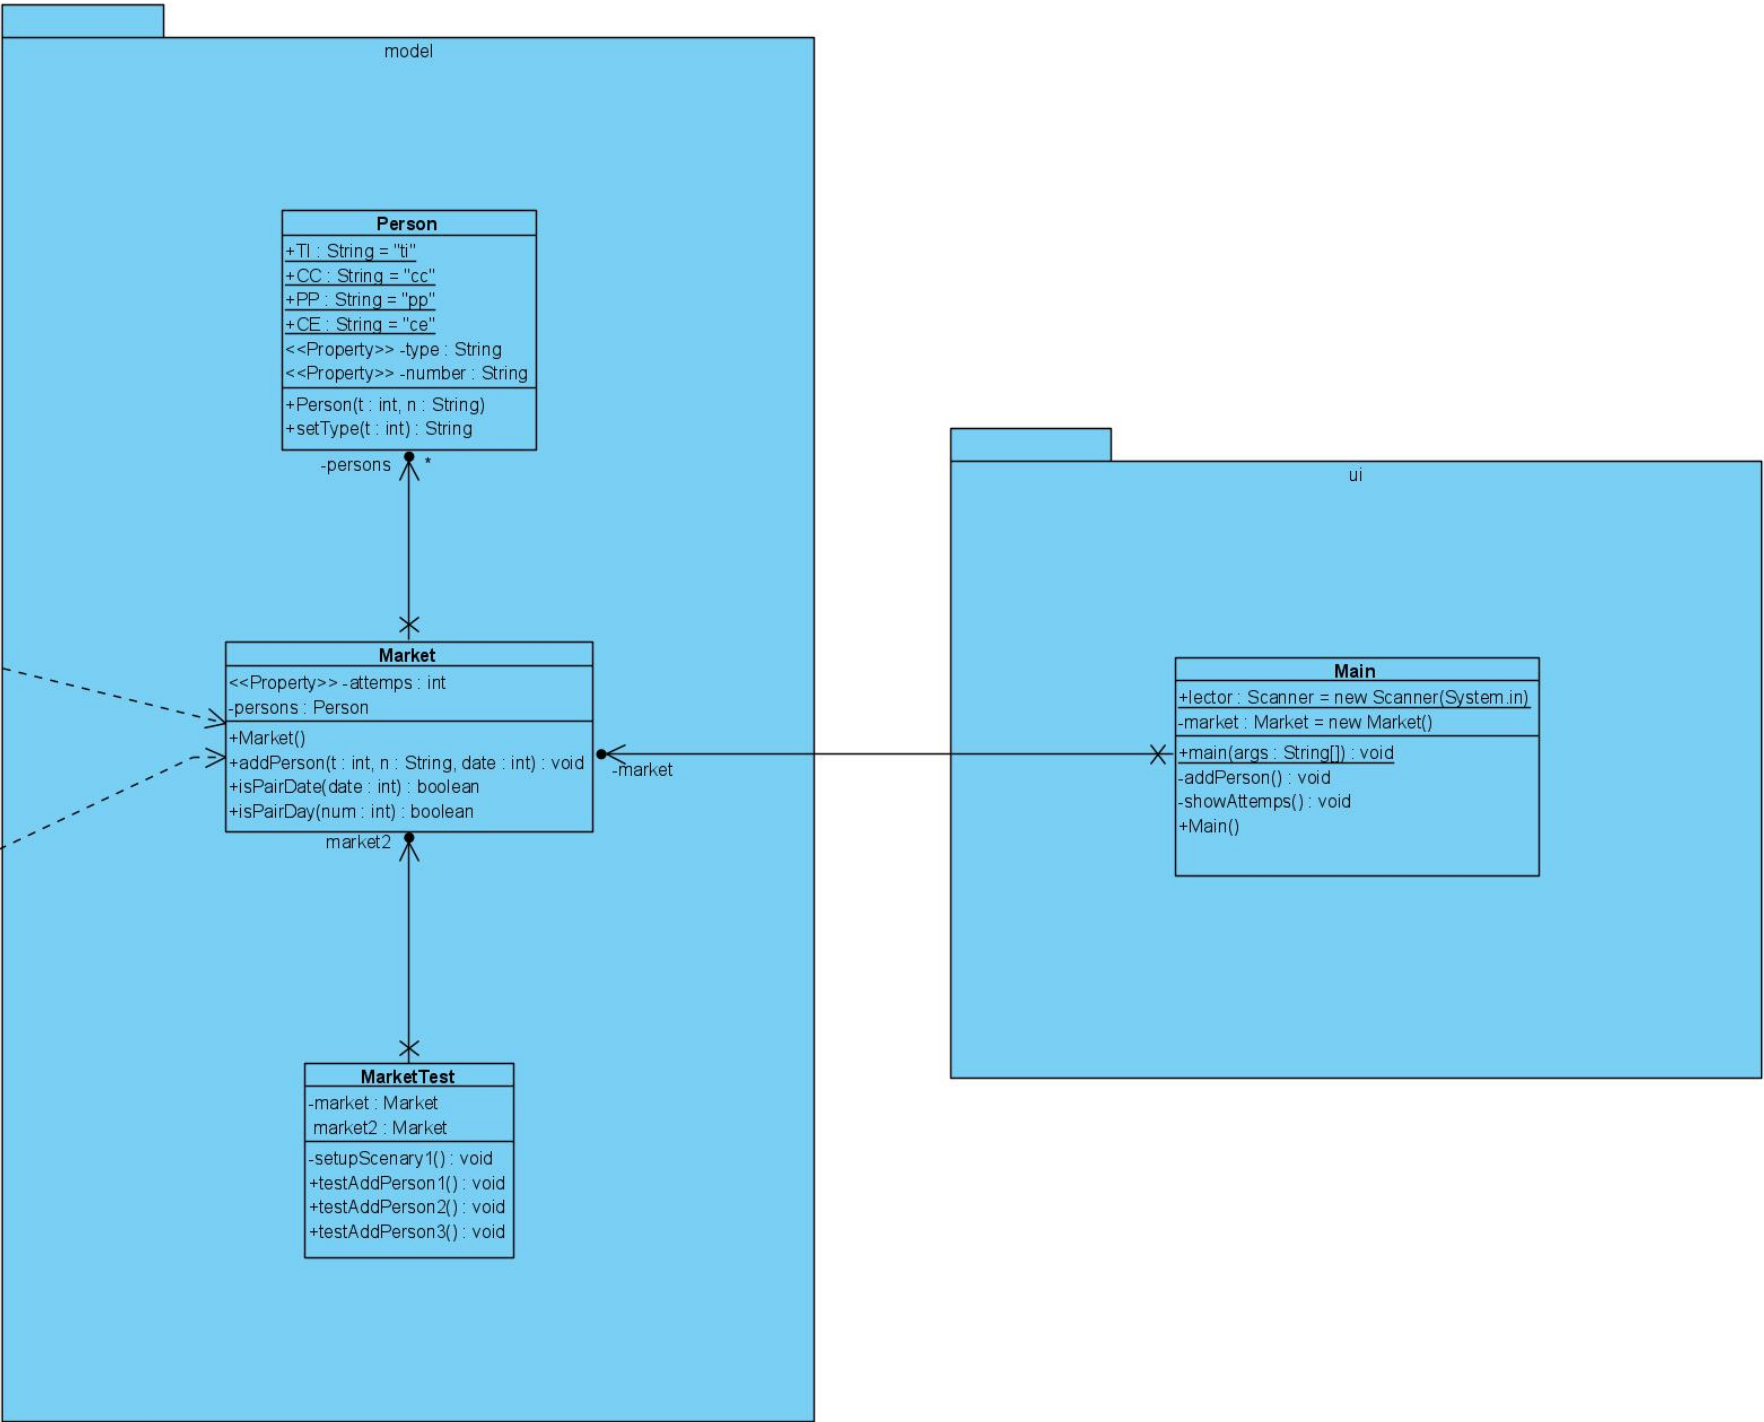 model
Person
+TI : String = "ti"
+CC : String = "cc"
+PP : String = "pp"
+CE : String = "ce"
<<Property>> -type : String
<<Property>> -number : String
+Person(t : int, n : String)
+setType(t : int) : String
-persons
*
Market
<<Property>> -attemps : int
-persons : Person
+Market()
+addPerson(t : int, n : String, date : int) : void
+isPairDate(date : int) : boolean
+isPairDay(num : int) : boolean
market2
-market
MarketTest
-market : Market
market2 : Market
-setupScenary1() : void
+testAddPerson1() : void
+testAddPerson2() : void
+testAddPerson3() : void
ui
Main
+lector : Scanner = new Scanner(System.in)
-market : Market = new Market()
+main(args : String[]) : void
-addPerson() : void
-showAttemps() : void
+Main()